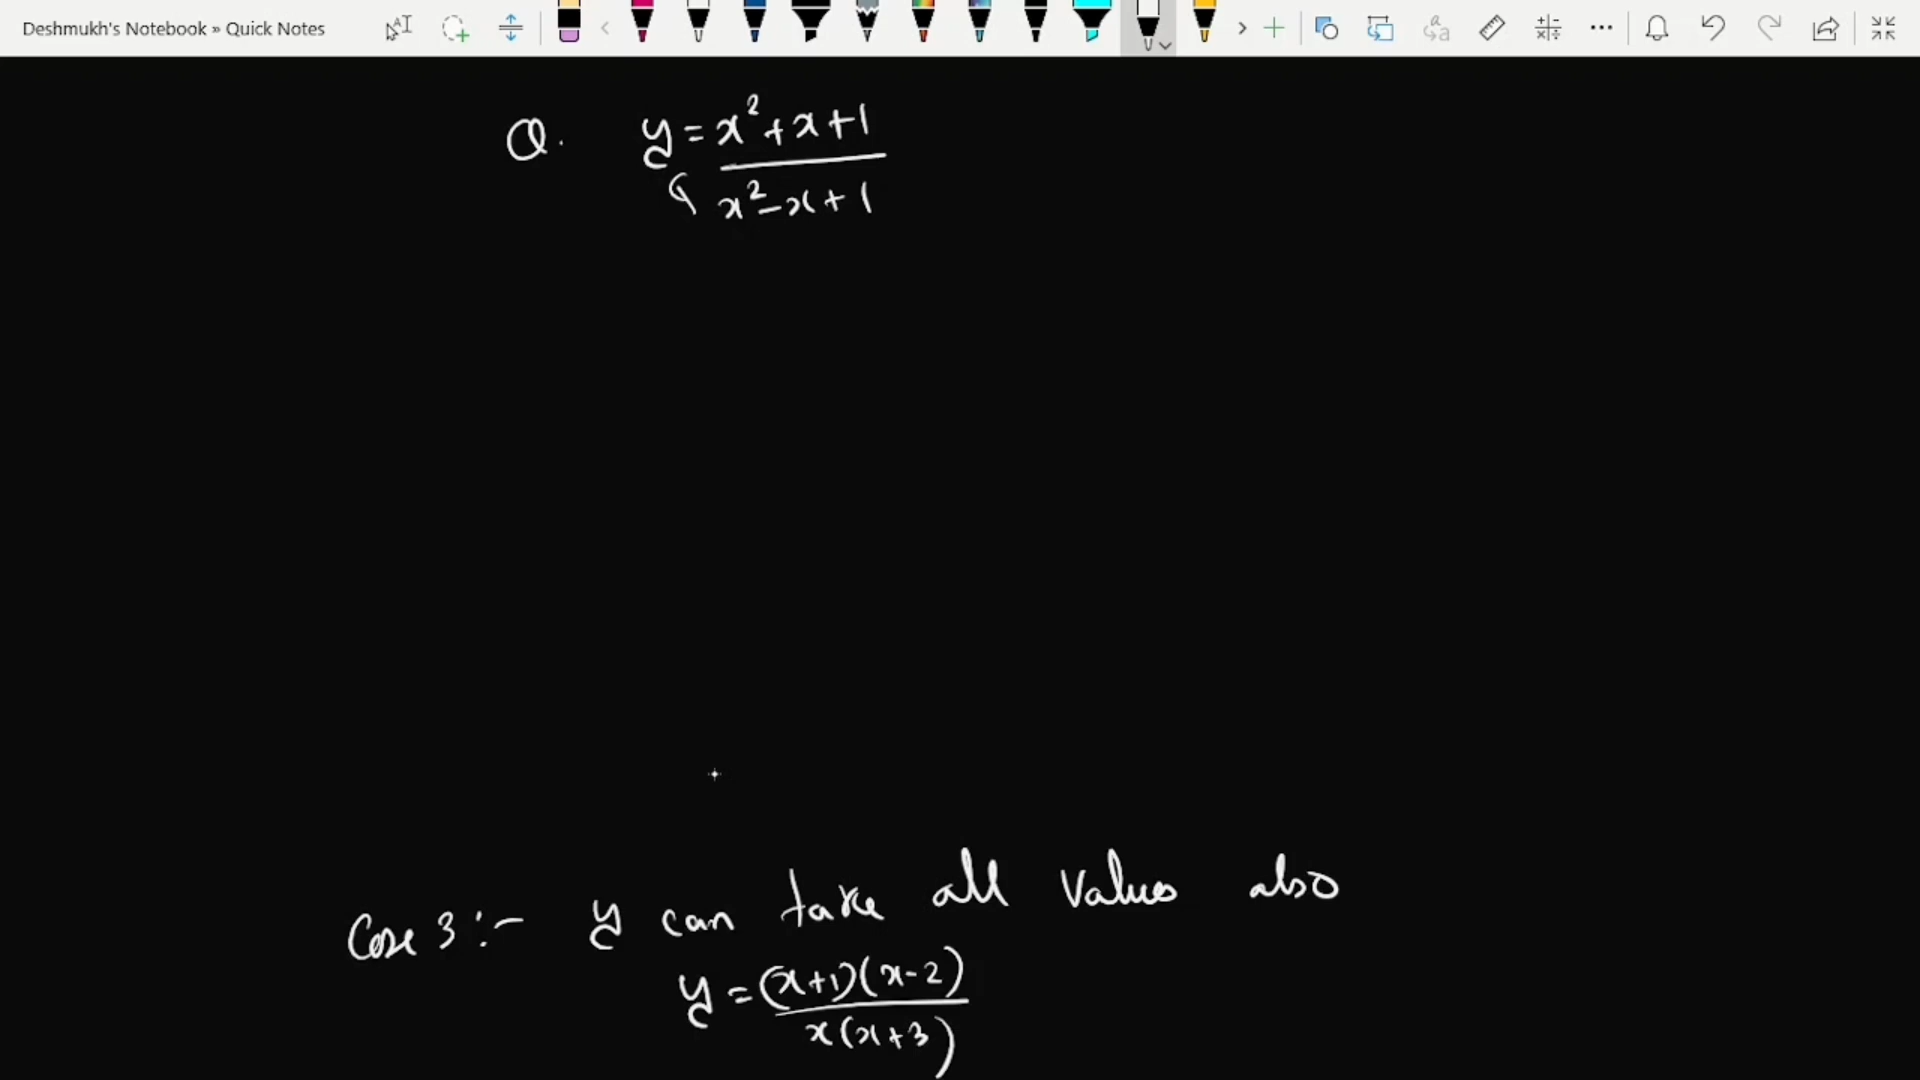 Deshmukh's Notebook » Quick Notes
Q. y = x²+x+1
x²-x+1
Case 3 :- y can take all values also
y = (x+1)(x-2)
x(x+3)